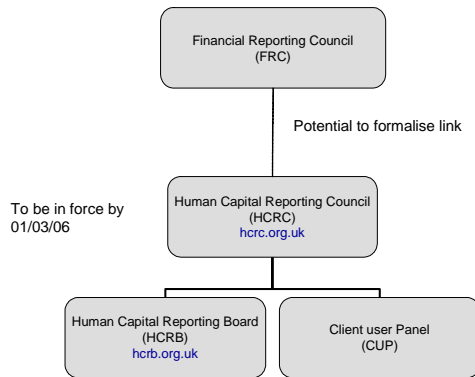 Financial Reporting Council
(FRC)
Potential to formalise link
To be in force by
01/03/06
Human Capital Reporting Council
(HCRC)
hcrc.org.uk
Human Capital Reporting Board
(HCRB)
hcrb.org.uk
Client user Panel
(CUP)